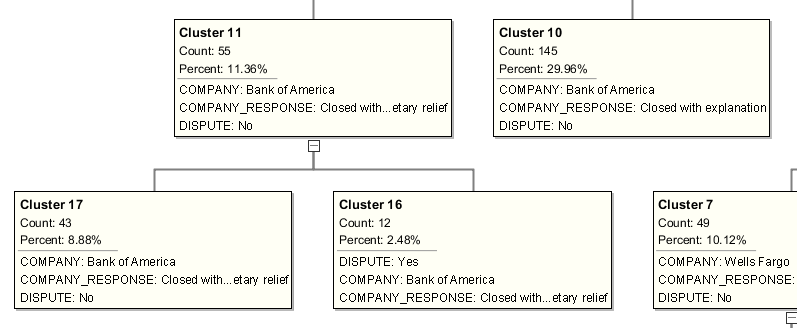 Cluster 11
Count: 55
Percent: 11.36%
COMPANY: Bank of America
COMPANY_RESPONSE: Closed with...etary relief
DISPUTE: No
Cluster 10
Count: 145
Percent: 29.96%
COMPANY: Bank of America
COMPANY_RESPONSE: Closed with explanation
DISPUTE: No
Cluster 17
Count: 43
Percent: 8.88%
COMPANY: Bank of America
COMPANY_RESPONSE: Closed with...etary relief
DISPUTE: No
Cluster 16
Count: 12
Percent: 2.48%
DISPUTE: Yes
COMPANY: Bank of America
COMPANY_RESPONSE: Closed with...etary relief
Cluster 7
Count: 49
Percent: 10.12%
COMPANY: Wells Fargo
COMPANY_RESPONSE:
DISPUTE: No